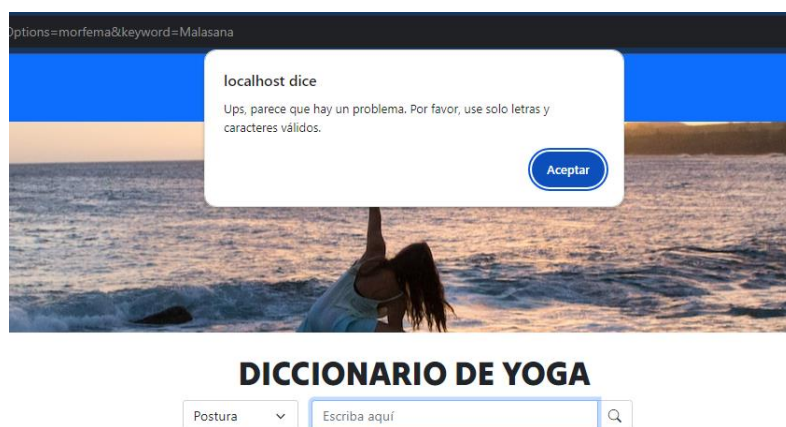 Options=morfema&keyword=Malasana
localhost dice
Ups, parece que hay un problema. Por favor, use solo letras y
caracteres válidos.
Aceptar
DICCIONARIO DE YOGA
Postura
Escriba aquí